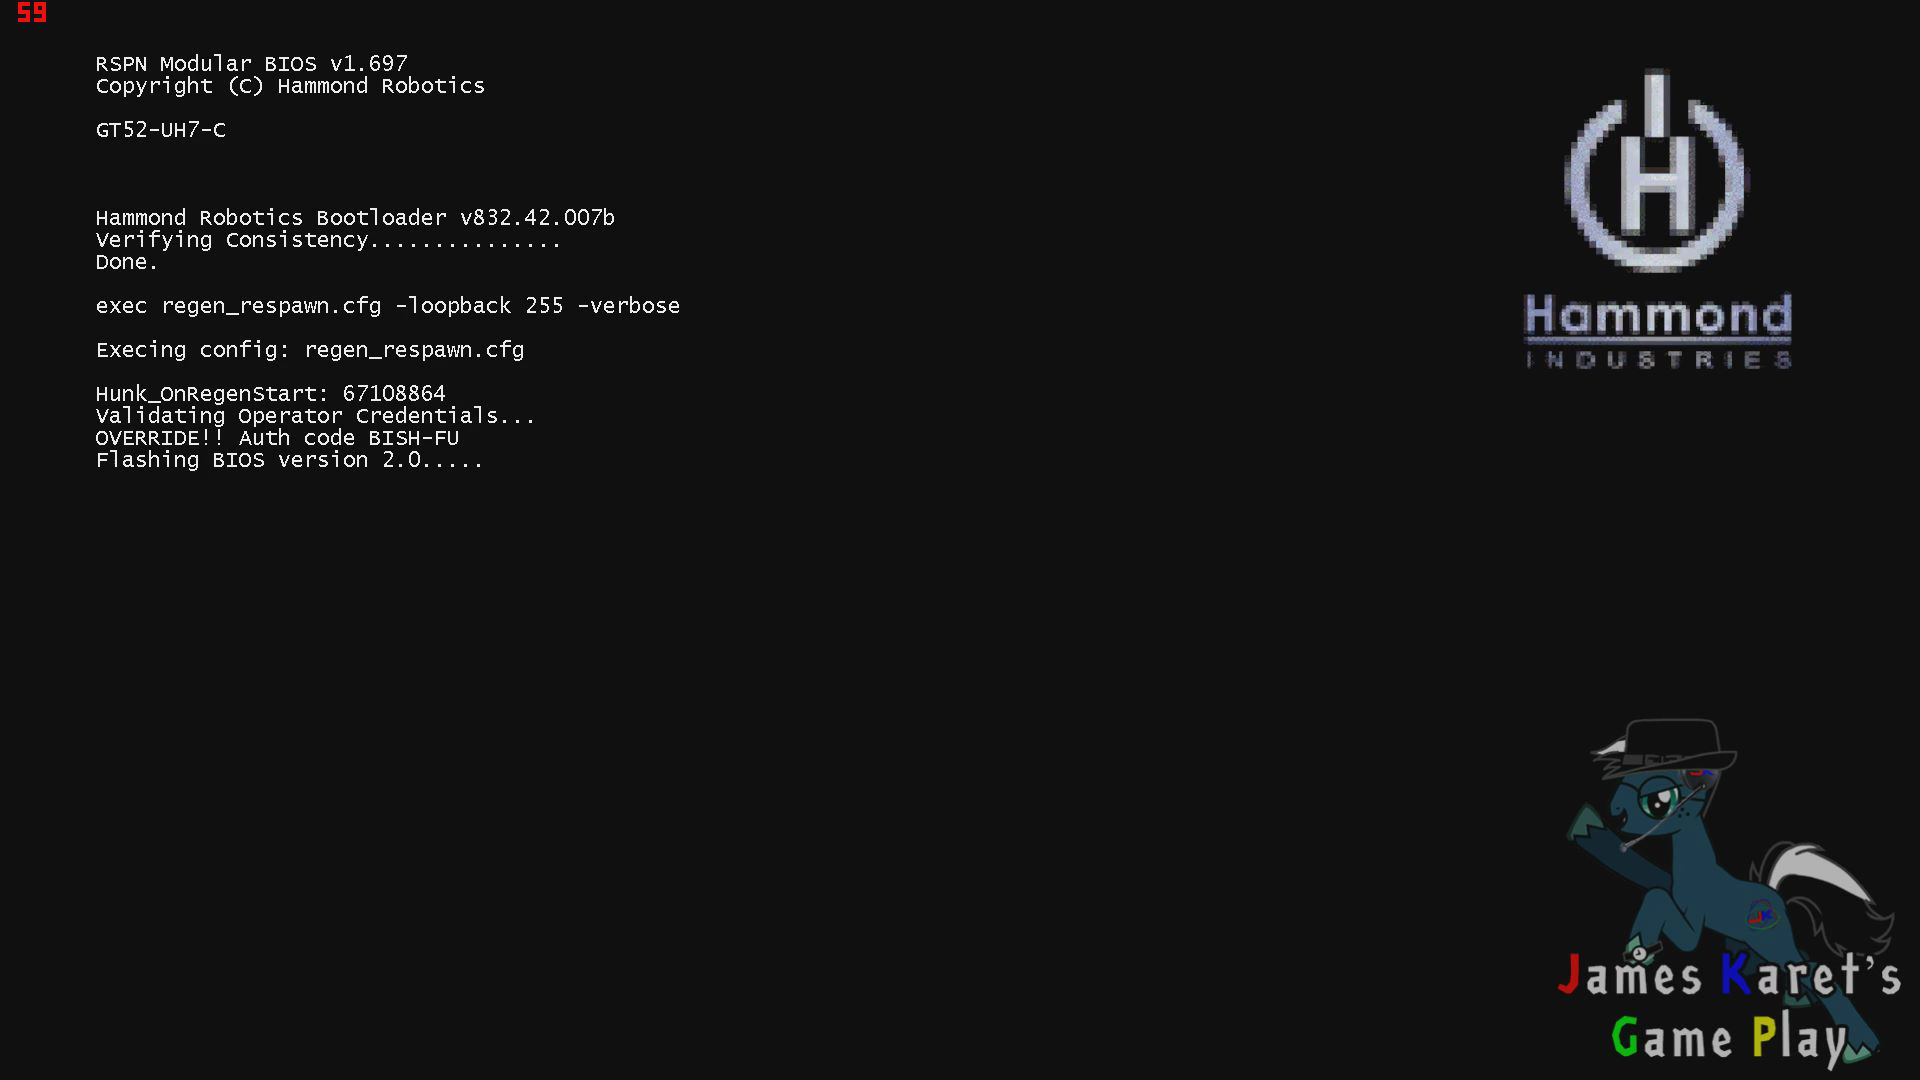 59
RSPN Modular BIOS v1.697
Copyright (C) Hammond Robotics
GT52-UH7-C
Hammond Robotics Bootloader v832.42.007b
Verifying Consistency...............
Done.
exec regen_respawn.cfg -loopback 255 -verbose
Execing config: regen_respawn.cfg
Hunk_OnRegenStart: 67108864
Validating Operator Credentials...
OVERRIDE!! Auth code BISH-FU
Flashing BIOS version 2.0.....
H
Hammond
INDUSTRIES
JK
JK
James Karet's
Game Play